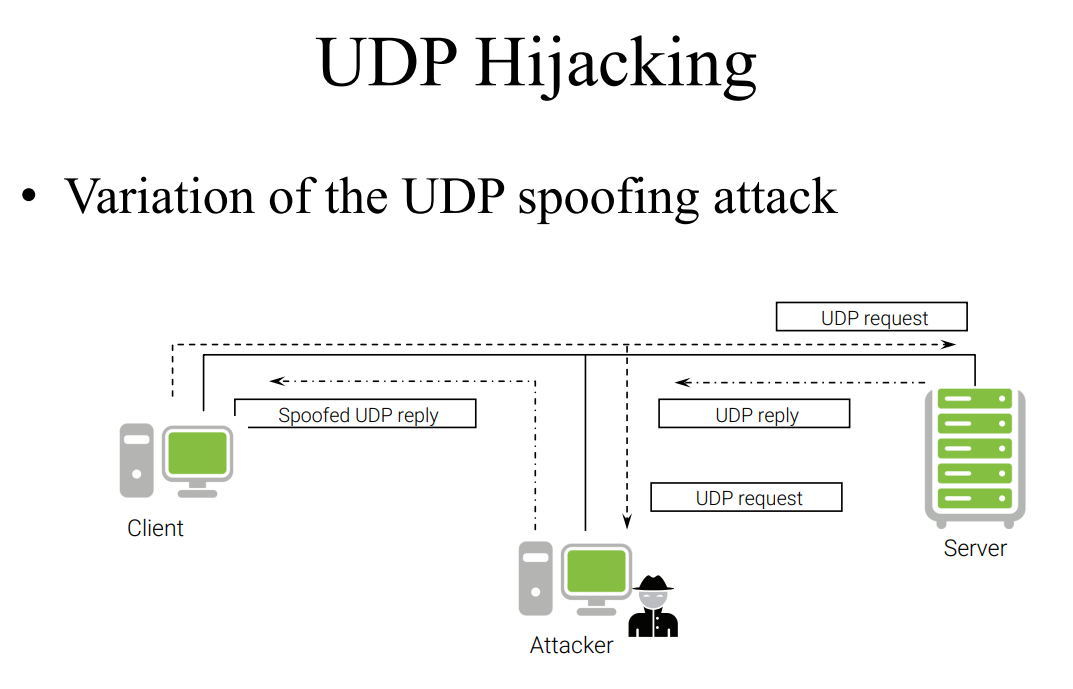 UDP Hijacking
• Variation of the UDP spoofing attack
UDP request
Spoofed UDP reply
UDP reply
UDP request
Client
Server
Attacker